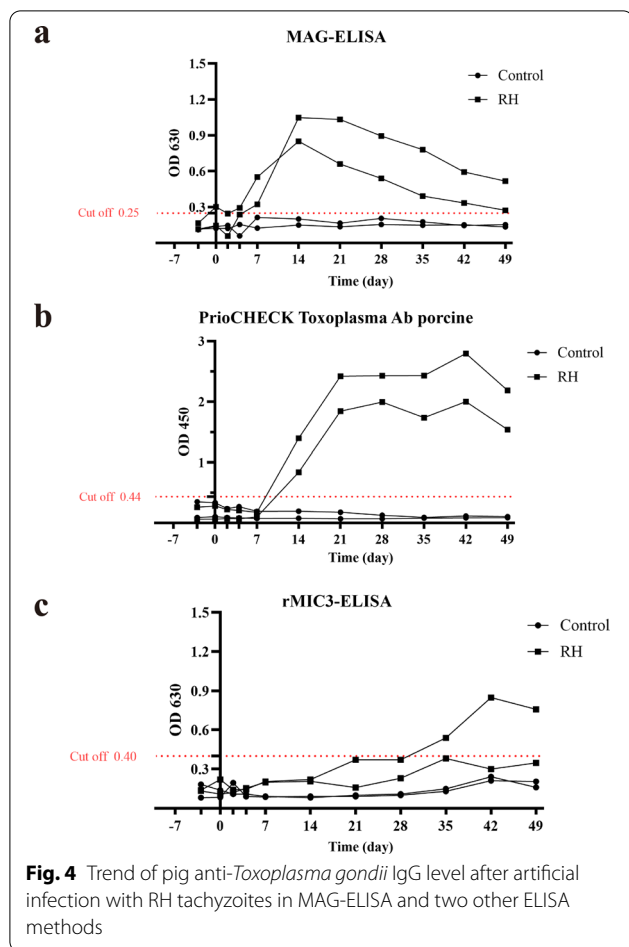 a
MAG-ELISA
Control
RH
1.5
1.2
0.9
0.6
0.3
0
OD 630
Cut off 0.25
-7 0 7 14 21 28 35 42 49
Time (day)
b
PrioCHECK Toxoplasma Ab porcine
Control
RH
3
2
1
OD 450
Cut off 0.44
-7 0 7 14 21 28 35 42 49
Time (day)
c
rMIC3-ELISA
Control
RH
1.5
1.2
0.9
0.6
0.3
OD 630
Cut off 0.40
-7 0 7 14 21 28 35 42 49
Time (day)
Fig. 4 Trend of pig anti-Toxoplasma gondii IgG level after artificial
infection with RH tachyzoites in MAG-ELISA and two other ELISA
methods